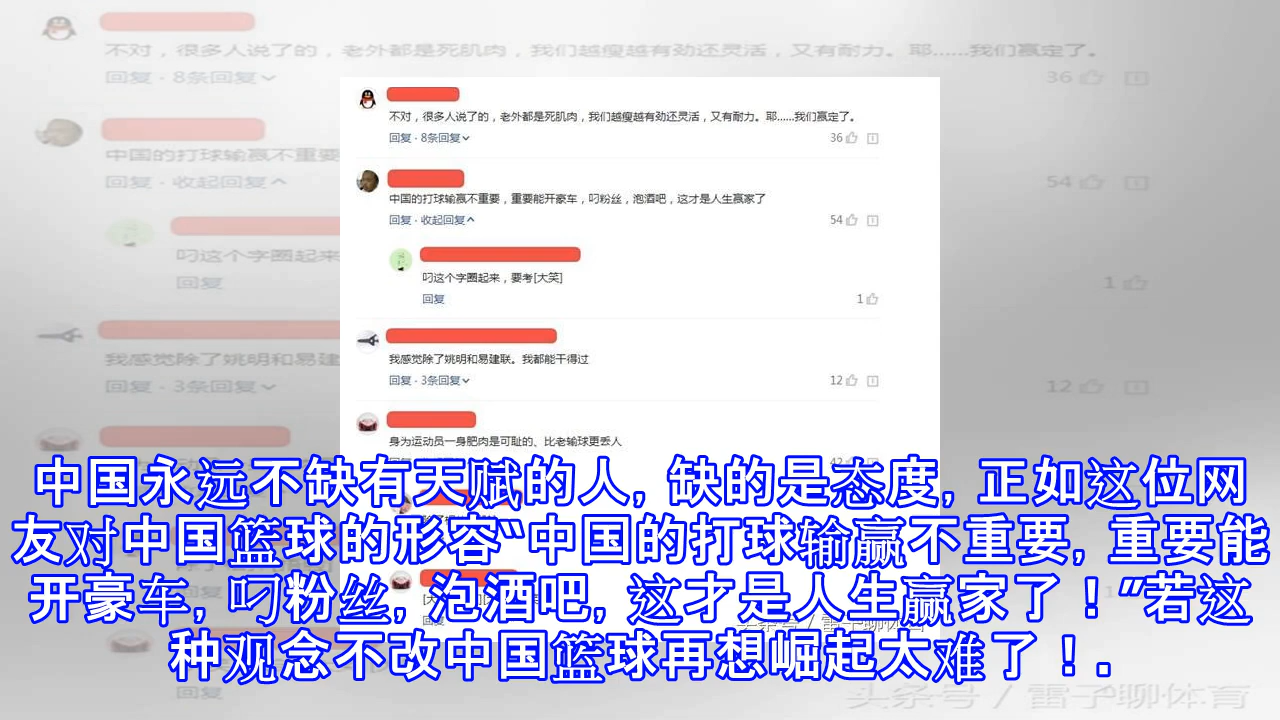 不对，很多人说了的，老外都是死肌肉，我们越瘦越有劲还灵活，又有耐力。耶......我们赢定了。
回复 · 8条回复
36
中国的打球输赢不重要，重要能开豪车，叼粉丝，泡酒吧，这才是人生赢家了
回复 · 收起回复
54
叼这个字圈起来，要考[大笑]
回复
1
我感觉除了姚明和易建联。我都能干得过
回复 · 3条回复
12
身为运动员一身肥肉是可耻的、比老输球更丢人
中国永远不缺有天赋的人, 缺的是态度, 正如这位网
友对中国篮球的形容“中国的打球输赢不重要, 重要能
开豪车, 叼粉丝, 泡酒吧, 这才是人生赢家了！”若这
种观念不改中国篮球再想崛起太难了！.
头条号 / 雷子聊体育